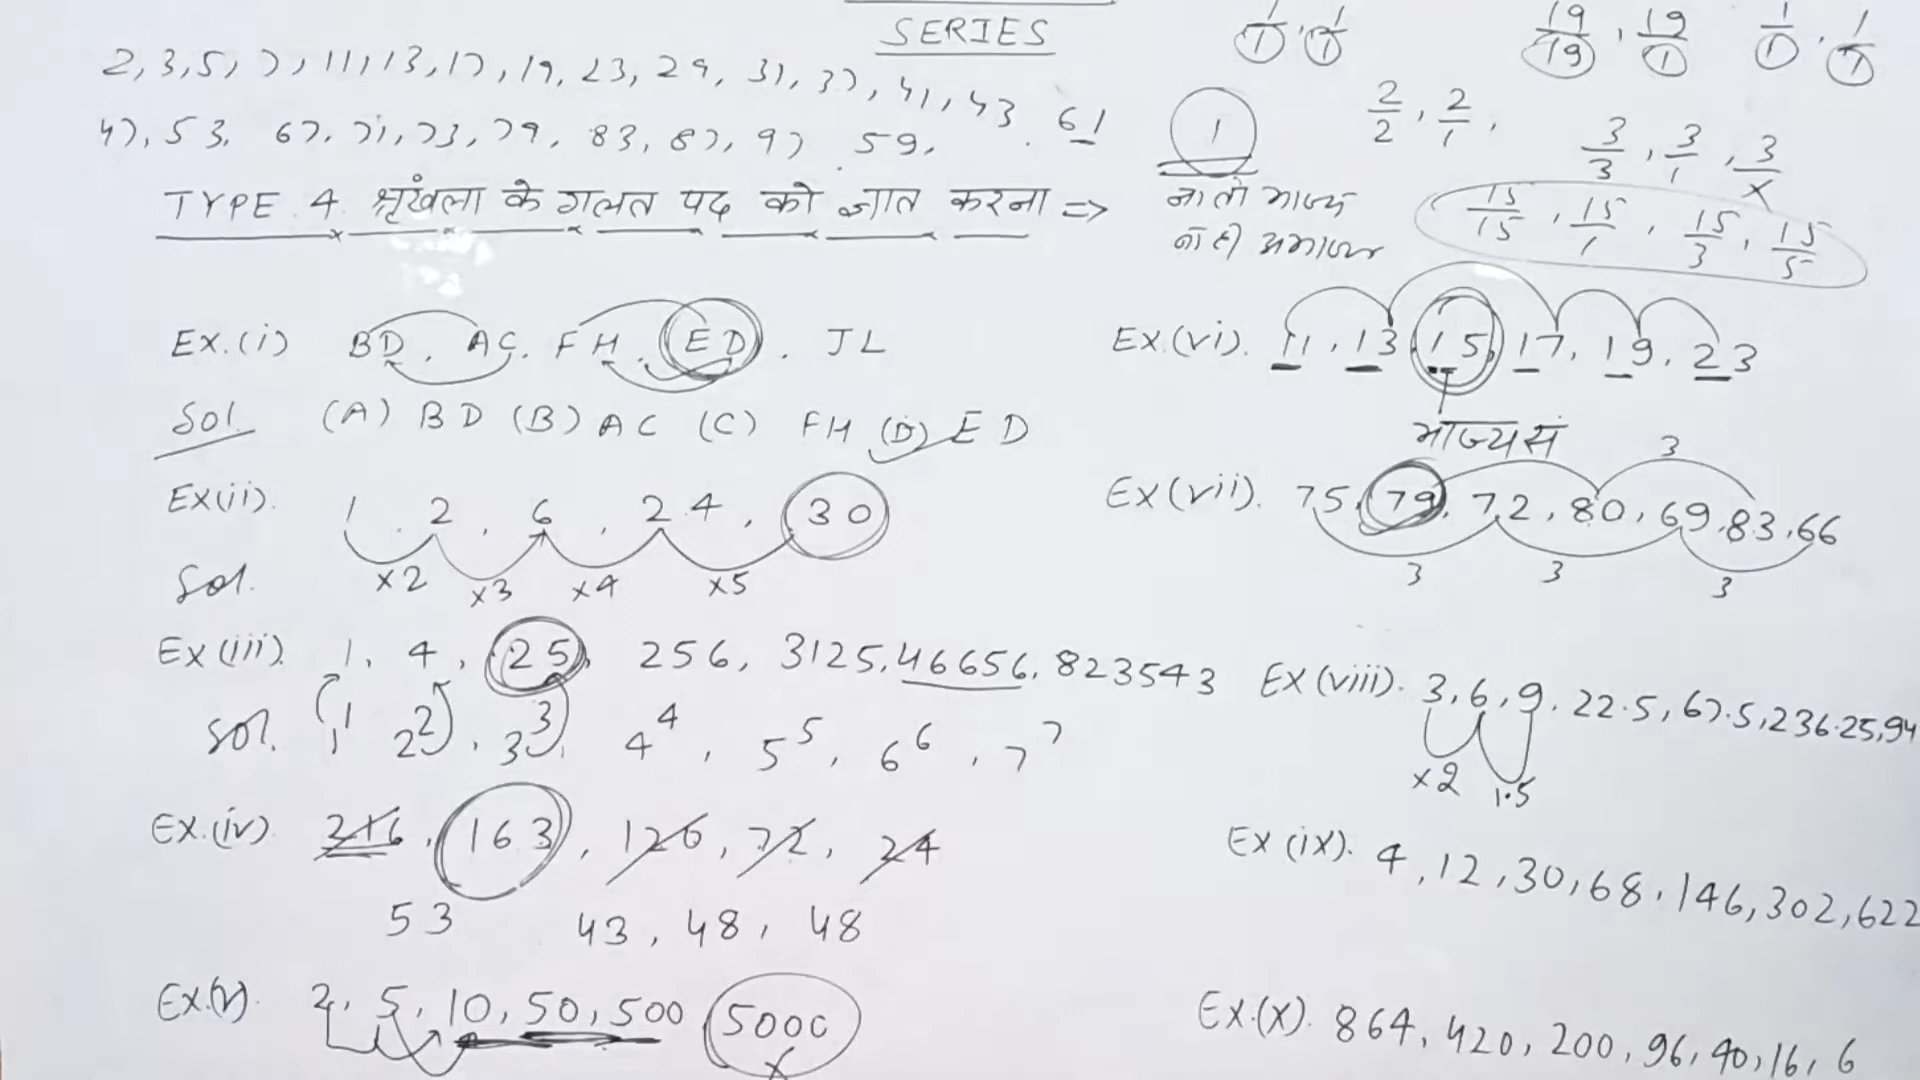 SERIES
2, 3, 5, 7, 11, 13, 17, 19, 23, 29, 31, 37, 41, 43
47, 53, 67, 71, 73, 79, 83, 87, 97 59, 61
TYPE 4 श्रृंखला के गलत पद को ज्ञात करना =>
1/1, 1/1 19/19, 19/1 1/1, 1/1
1 2/2, 2/1, 3/3, 3/1, 3/x
ना तो भाज्य
ना ही अभाज्य
15/15, 15/1, 15/3, 15/5
Ex.(i) BD, AC, FH, ED, JL
Sol. (A) BD (B) AC (C) FH (D) ED
Ex(ii). 1, 2, 6, 24, 30
Sol. x2 x3 x4 x5
Ex(iii) 1, 4, 25, 256, 3125, 46656, 823543
Sol. 1^1 2^2, 3^3, 4^4, 5^5, 6^6, 7^7
Ex.(iv) 216, 163, 120, 72, 24
53 43, 48, 48
Ex.(v). 2, 5, 10, 50, 500 5000
x
Ex.(vi). 11, 13, 15, 17, 19, 23
भाज्य सं
3
Ex(vii). 75, 79, 72, 80, 69, 83, 66
3 3 3
Ex(viii). 3, 6, 9, 22.5, 67.5, 236.25, 94
x2 1.5
Ex(ix). 4, 12, 30, 68, 146, 302, 622
Ex.(x). 864, 420, 200, 96, 40, 16, 6